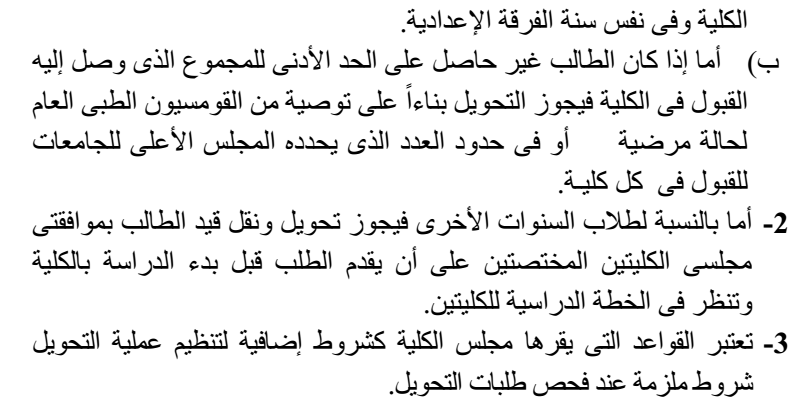 الكلية وفى نفس سنة الفرقة الإعدادية.
ب) أما إذا كان الطالب غير حاصل على الحد الأدنى للمجموع الذى وصل إليه
القبول فى الكلية فيجوز التحويل بناءاً على توصية من القومسيون الطبى العام
لحالة مرضية أو فى حدود العدد الذى يحدده المجلس الأعلى للجامعات
للقبول فى كل كليـة.
2- أما بالنسبة لطلاب السنوات الأخرى فيجوز تحويل ونقل قيد الطالب بموافقتى
مجلسى الكليتين المختصتين على أن يقدم الطلب قبل بدء الدراسة بالكلية
وتنظر فى الخطة الدراسية للكليتين.
3- تعتبر القواعد التى يقرها مجلس الكلية كشروط إضافية لتنظيم عملية التحويل
شروط ملزمة عند فحص طلبات التحويل.